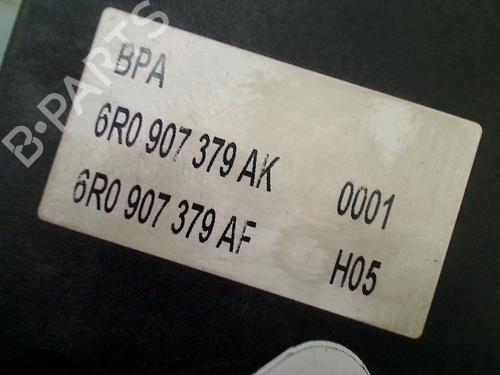 B-PARTS
BPA
6R0 907 379 AK 0001
6R0 907 379 AF H05